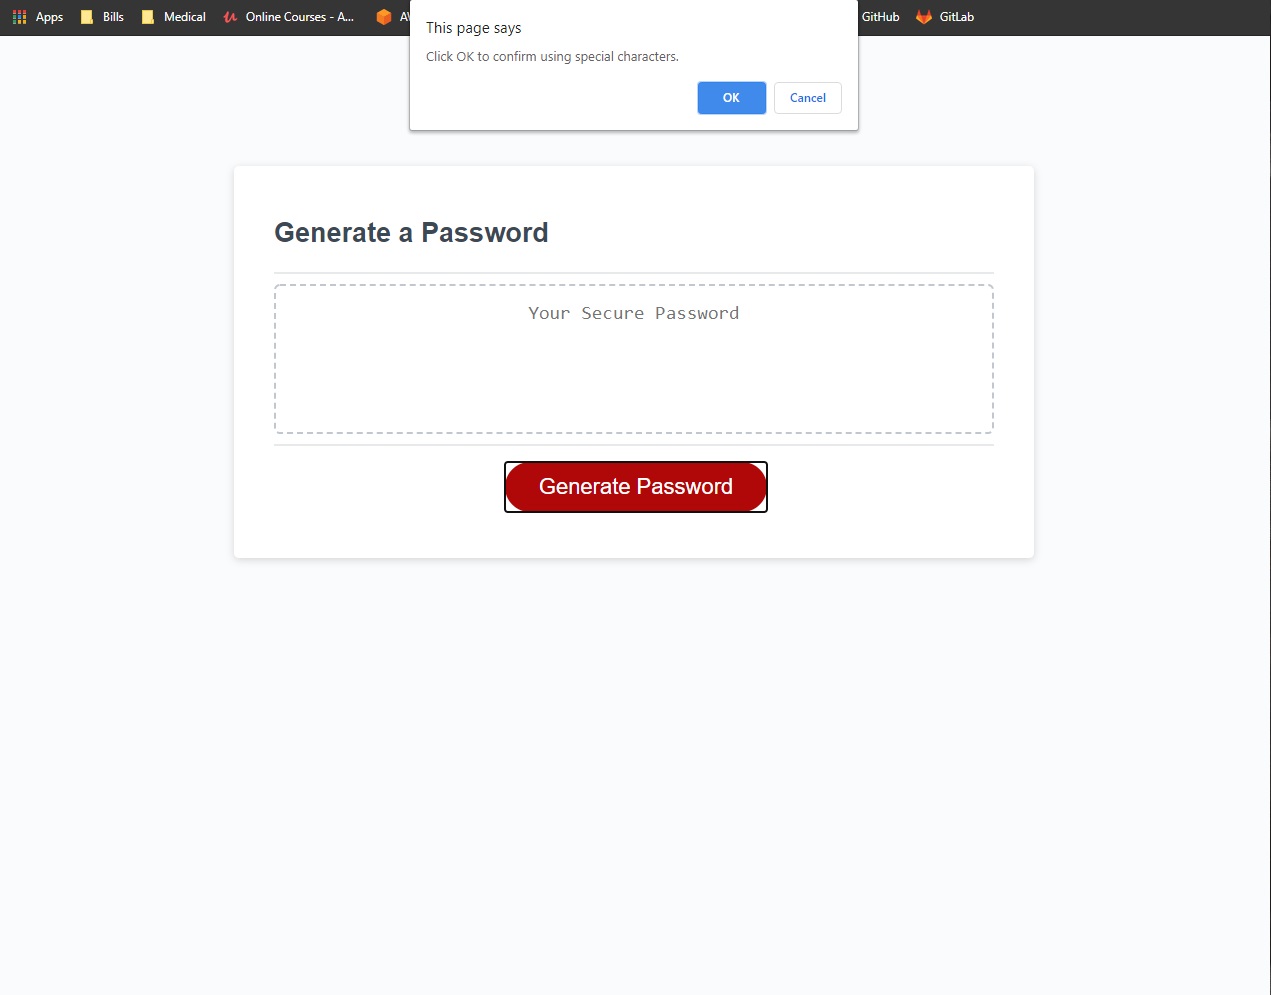 Apps Bills Medical Online Courses - A... GitHub GitLab
This page says
Click OK to confirm using special characters.
OK Cancel
Generate a Password
Your Secure Password
Generate Password